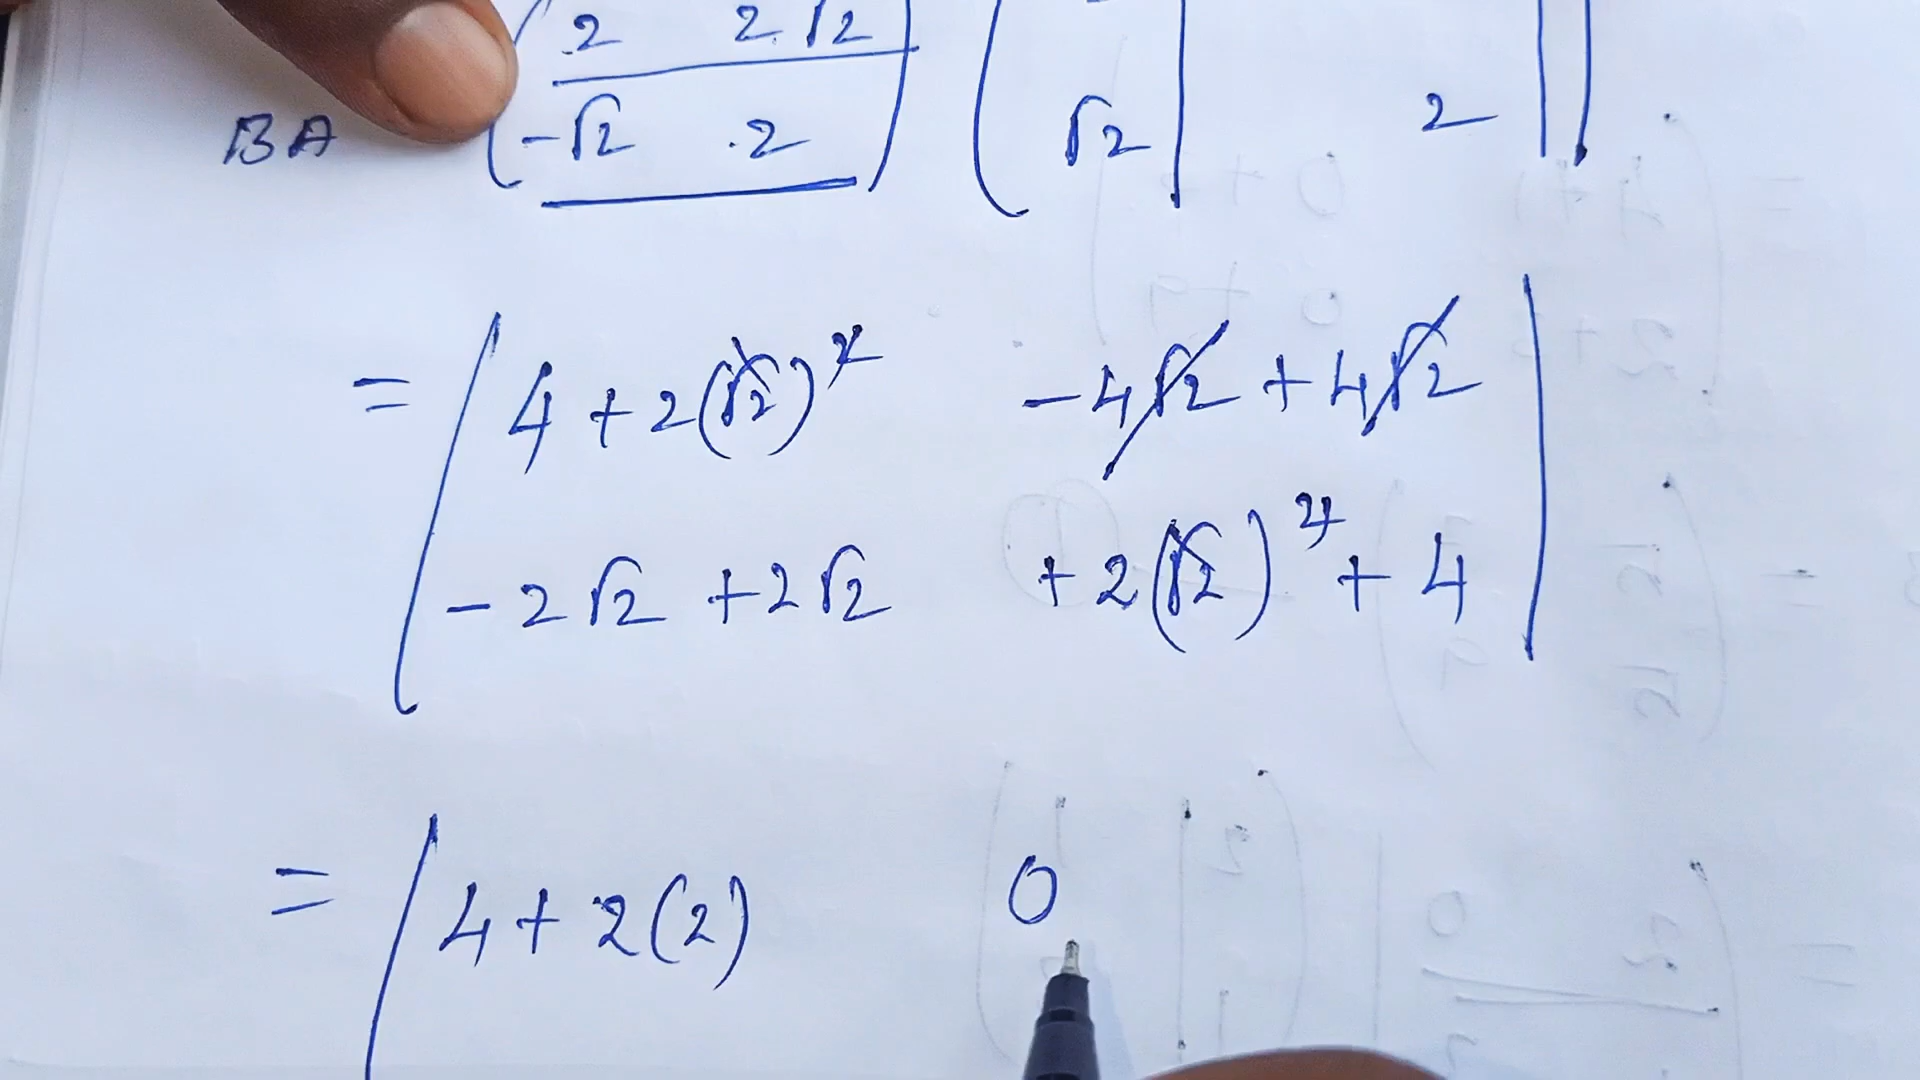 2 2√2
BA -√2 2 √2 2
= 4 + 2(√2)² -4√2 + 4√2
-2√2 + 2√2 + 2(√2)² + 4
= 4 + 2(2) 0